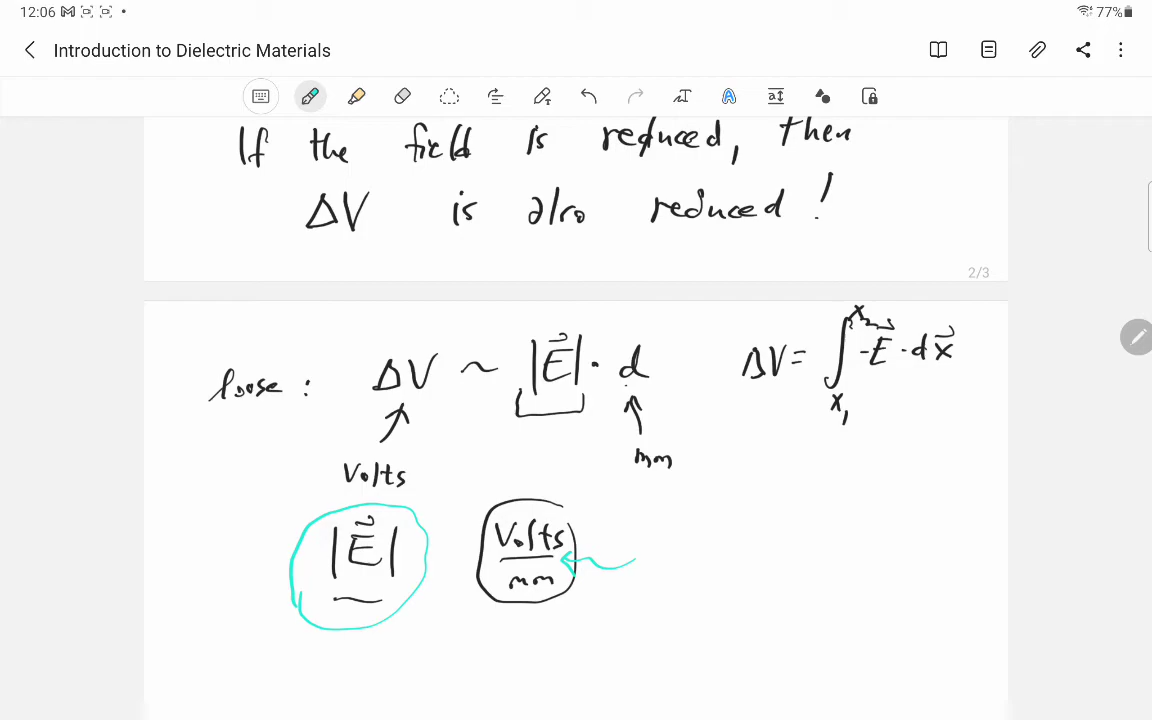 12:06 77%
Introduction to Dielectric Materials
If the field is reduced, then
ΔV is also reduced!
2/3
loose: ΔV ~ |E⃗| · d ΔV = ∫_{x₁}^{x₂} -E⃗ · dx⃗
Volts mm
|E⃗| Volts/mm